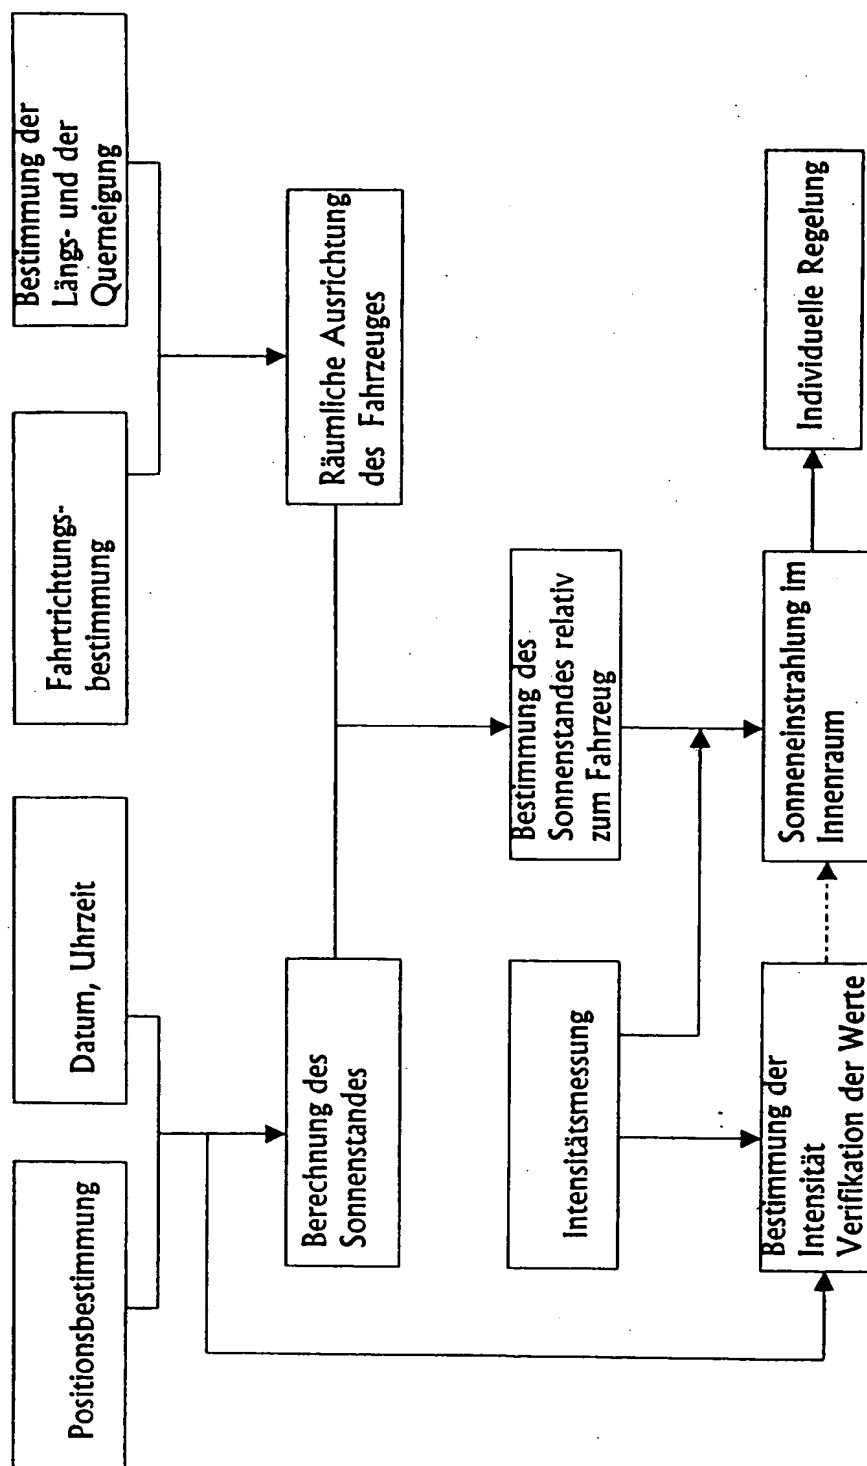 Positionsbestimmung
Datum, Uhrzeit
Fahrtrichtungs-
bestimmung
Bestimmung der
Längs- und der
Querneigung
Berechnung des
Sonnenstandes
Räumliche Ausrichtung
des Fahrzeuges
Intensitätsmessung
Bestimmung des
Sonnenstandes relativ
zum Fahrzeug
Bestimmung der
Intensität
Verifikation der Werte
Sonneneinstrahlung im
Innenraum
Individuelle Regelung